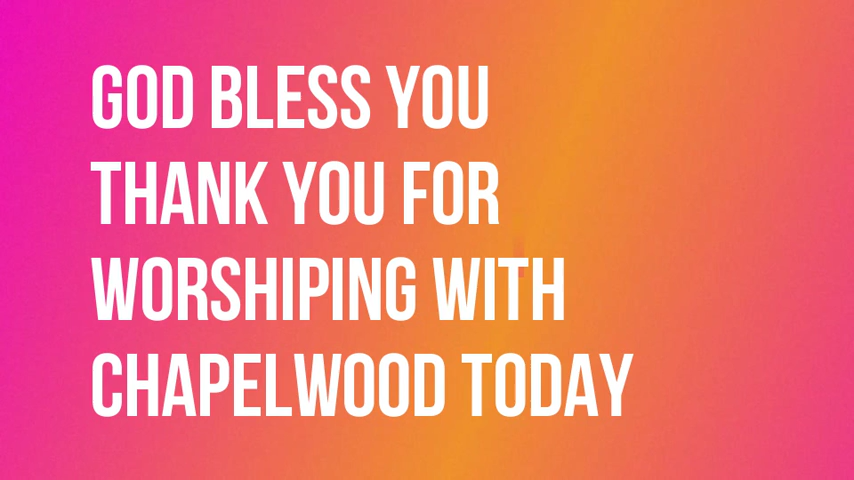 GOD BLESS YOU
THANK YOU FOR
WORSHIPING WITH
CHAPELWOOD TODAY